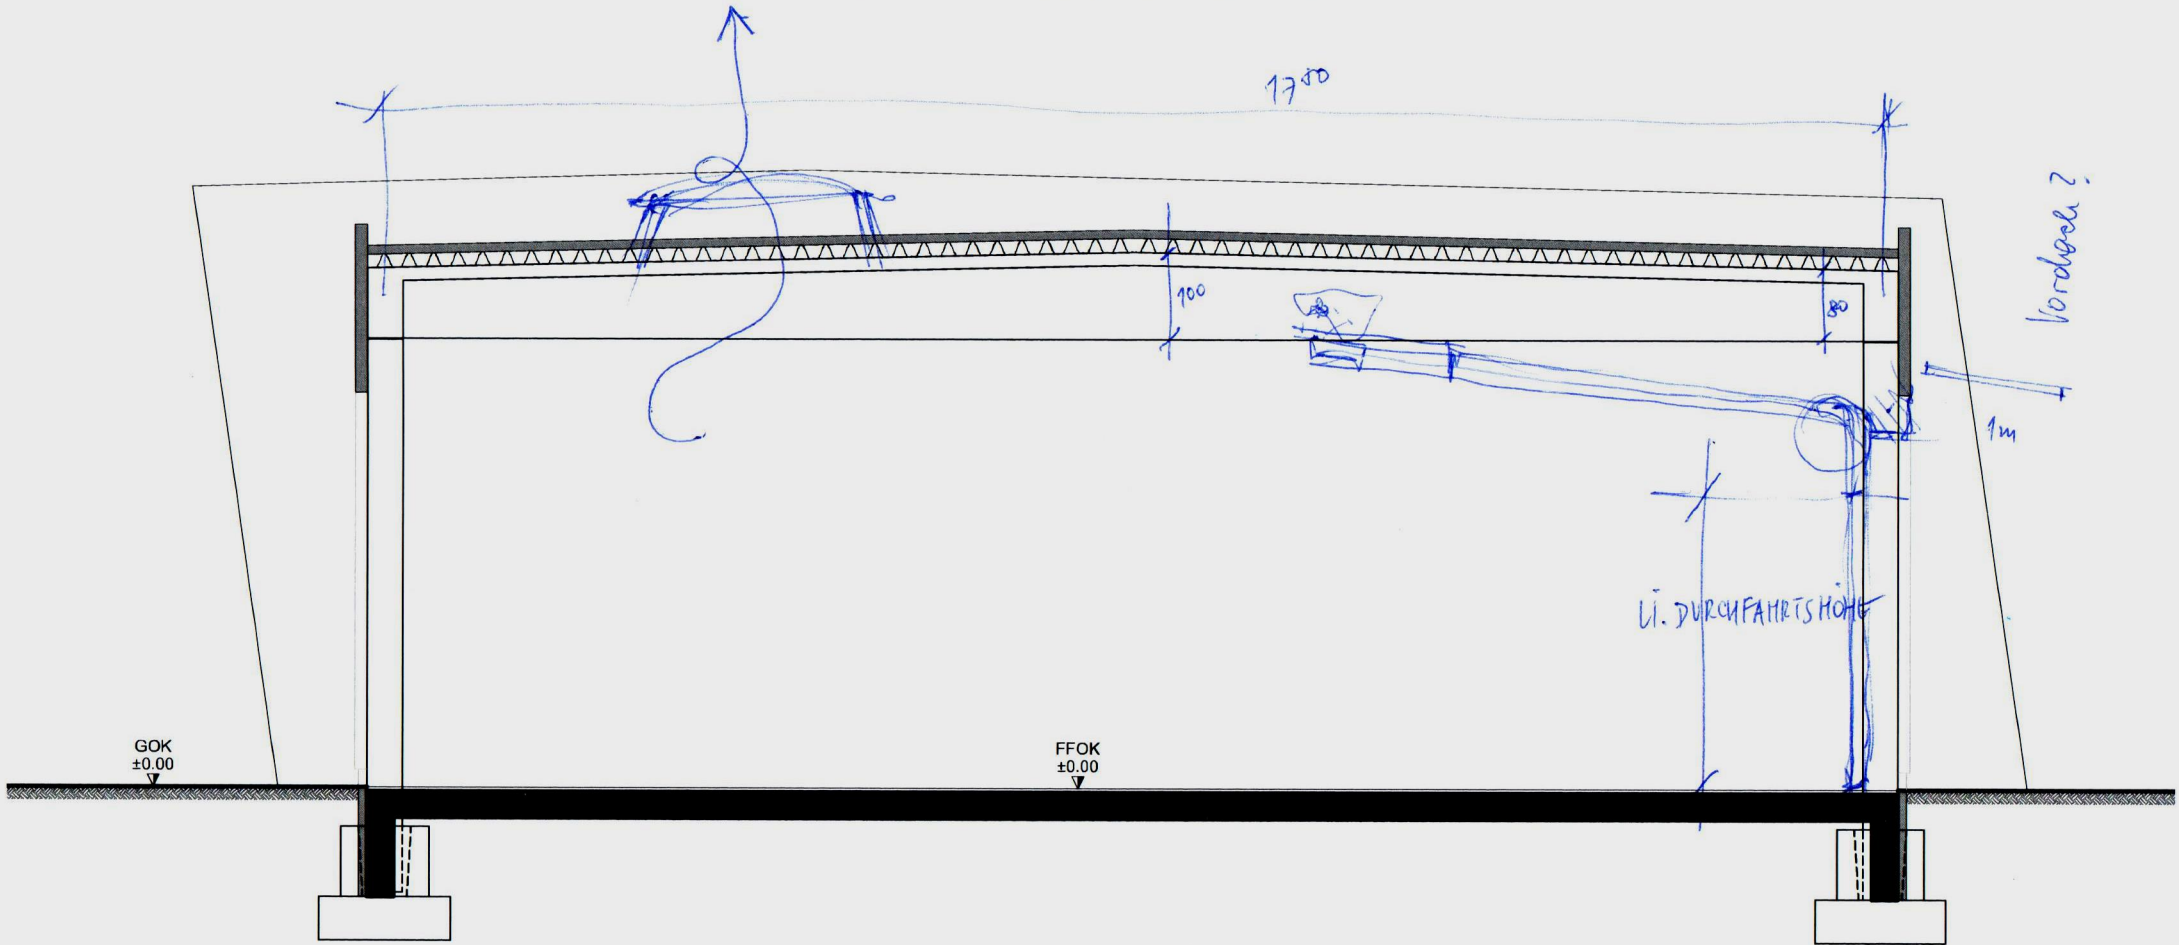 17⁵⁰
Vordach?
100
80
1m
LI. DURCHFAHRTSHÖHE
GOK
±0.00
FFOK
±0.00